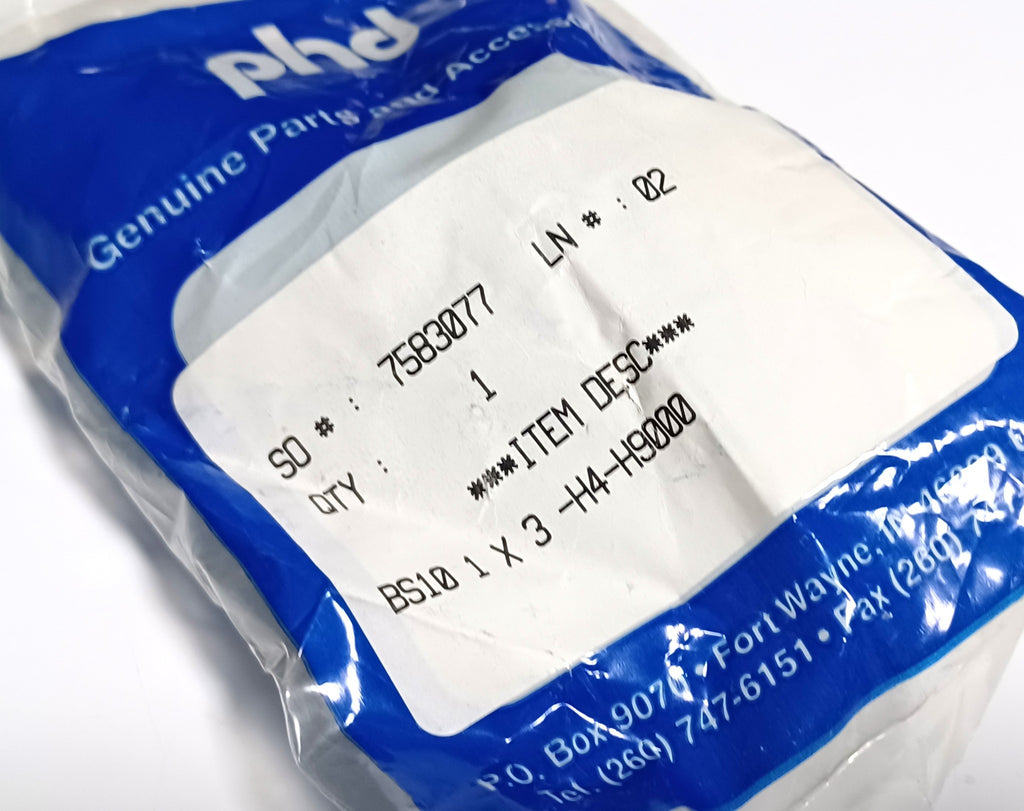 phd
Genuine Parts and
SO # : 7583077 LN # : 02
QTY : 1
***ITEM DESC***
BS10 1 X 3 -H4-H9000
P.O. Box 9070 • Fort Wayne, IN
Tel. (260) 747-6151 • Fax (260)